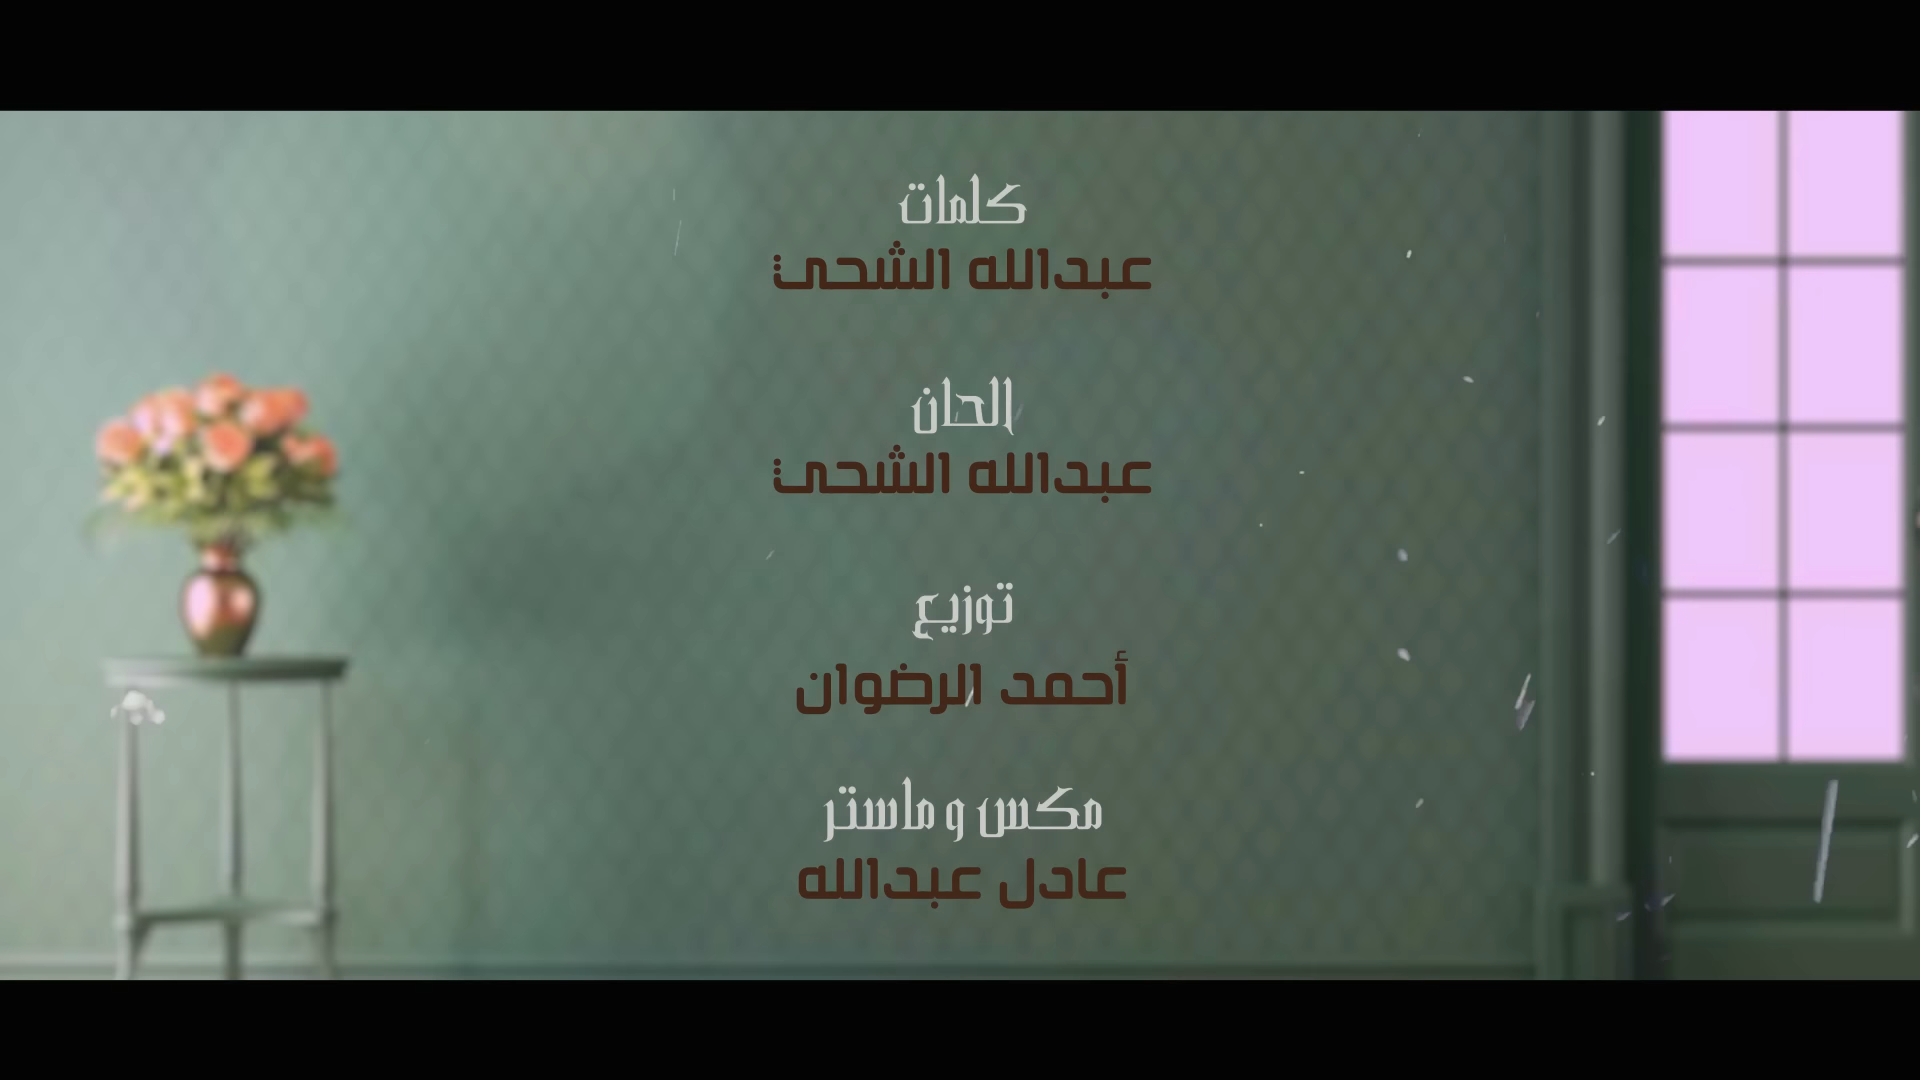 كلمات
عبدالله الشحي
الحان
عبدالله الشحي
توزيع
أحمد الرضوان
مكس و ماستر
عادل عبدالله